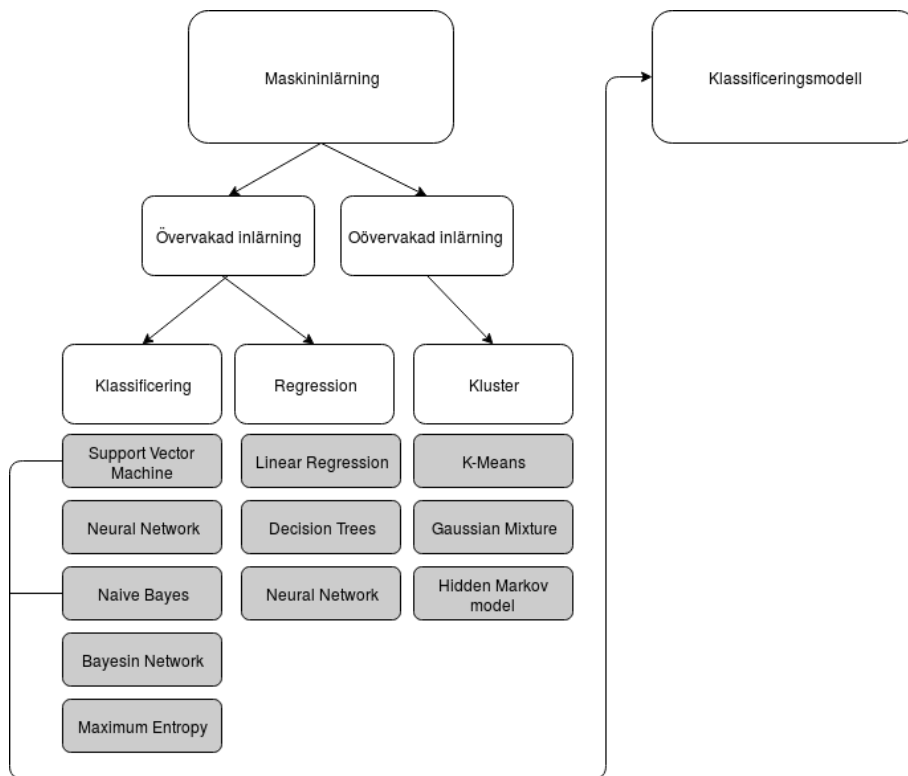 Maskininlärning
Klassificeringsmodell
Övervakad inlärning
Oövervakad inlärning
Klassificering
Regression
Kluster
Support Vector
Machine
Linear Regression
K-Means
Neural Network
Decision Trees
Gaussian Mixture
Naive Bayes
Neural Network
Hidden Markov
model
Bayesin Network
Maximum Entropy